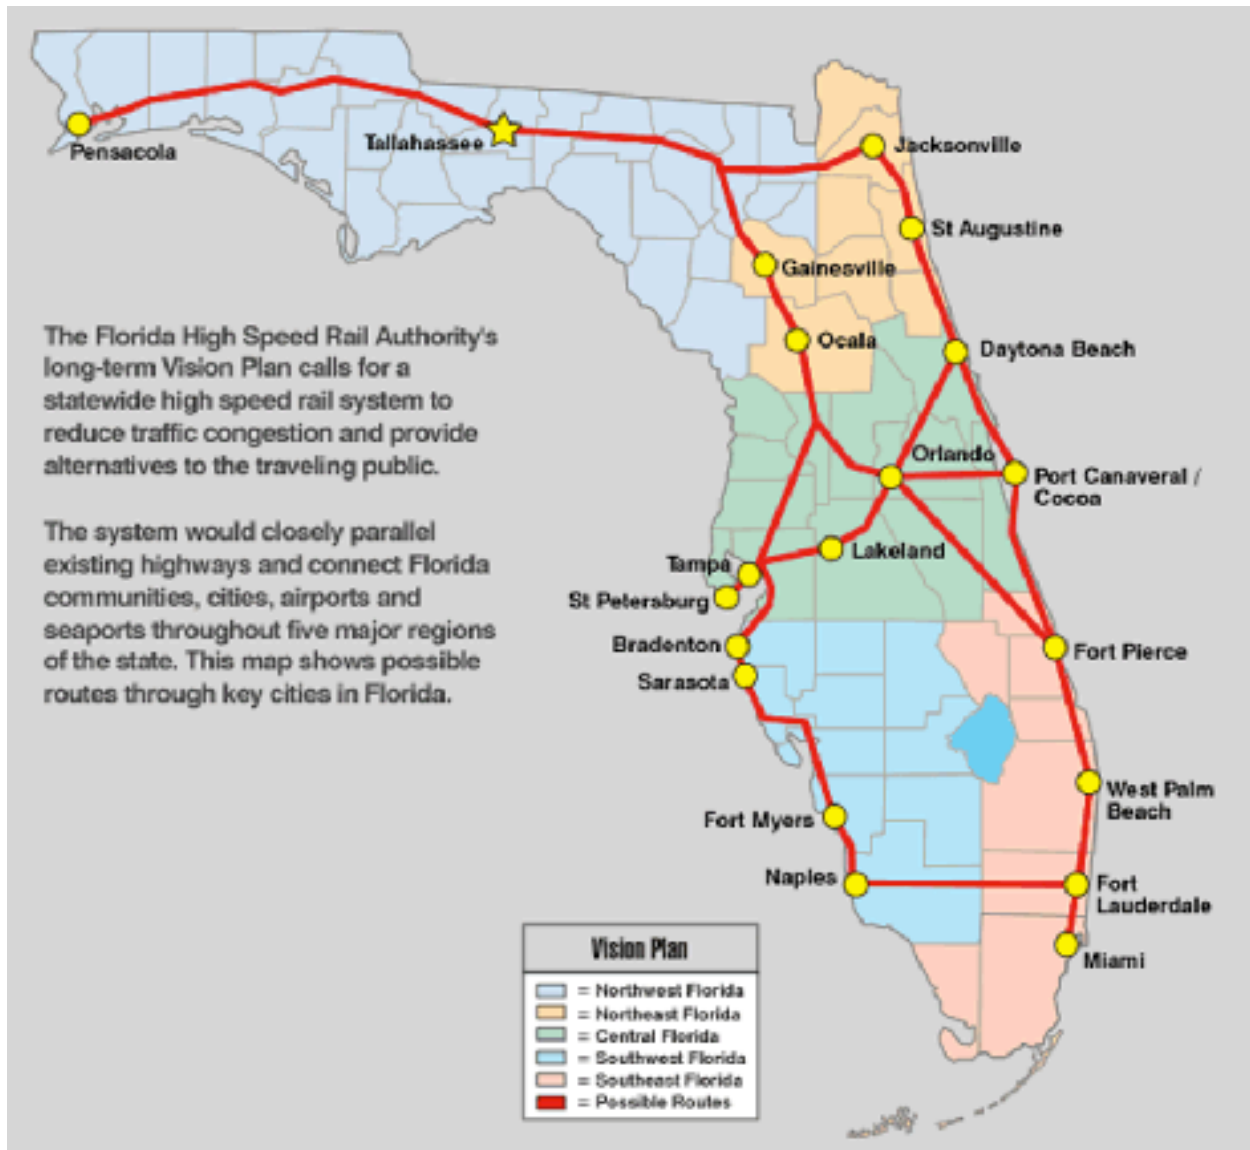 Pensacola
Tallahassee
Jacksonville
St Augustine
Gainesville
Ocala
Daytona Beach
The Florida High Speed Rail Authority's
long-term Vision Plan calls for a
statewide high speed rail system to
reduce traffic congestion and provide
alternatives to the traveling public.
The system would closely parallel
existing highways and connect Florida
communities, cities, airports and
seaports throughout five major regions
of the state. This map shows possible
routes through key cities in Florida.
Orlando
Port Canaveral /
Cocoa
Lakeland
Tampa
St Petersburg
Bradenton
Sarasota
Fort Pierce
West Palm
Beach
Fort Myers
Naples
Fort
Lauderdale
Miami
Vision Plan
= Northwest Florida
= Northeast Florida
= Central Florida
= Southwest Florida
= Southeast Florida
= Possible Routes